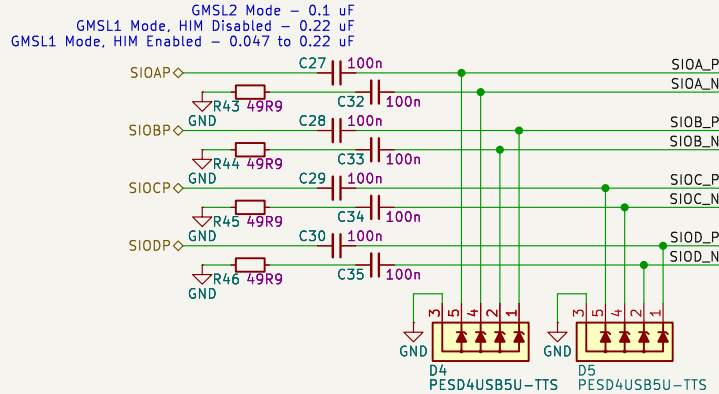 GMSL2 Mode – 0.1 uF
GMSL1 Mode, HIM Disabled – 0.22 uF
GMSL1 Mode, HIM Enabled – 0.047 to 0.22 uF
SIOAP C27 100n SIOA_P
GND R43 49R9 C32 100n SIOA_N
SIOBP C28 100n SIOB_P
GND R44 49R9 C33 100n SIOB_N
SIOCP C29 100n SIOC_P
GND R45 49R9 C34 100n SIOC_N
SIODP C30 100n SIOD_P
GND R46 49R9 C35 100n SIOD_N
3 5 4 2 1 3 5 4 2 1
GND GND
D4 D5
PESD4USB5U-TTS PESD4USB5U-TTS